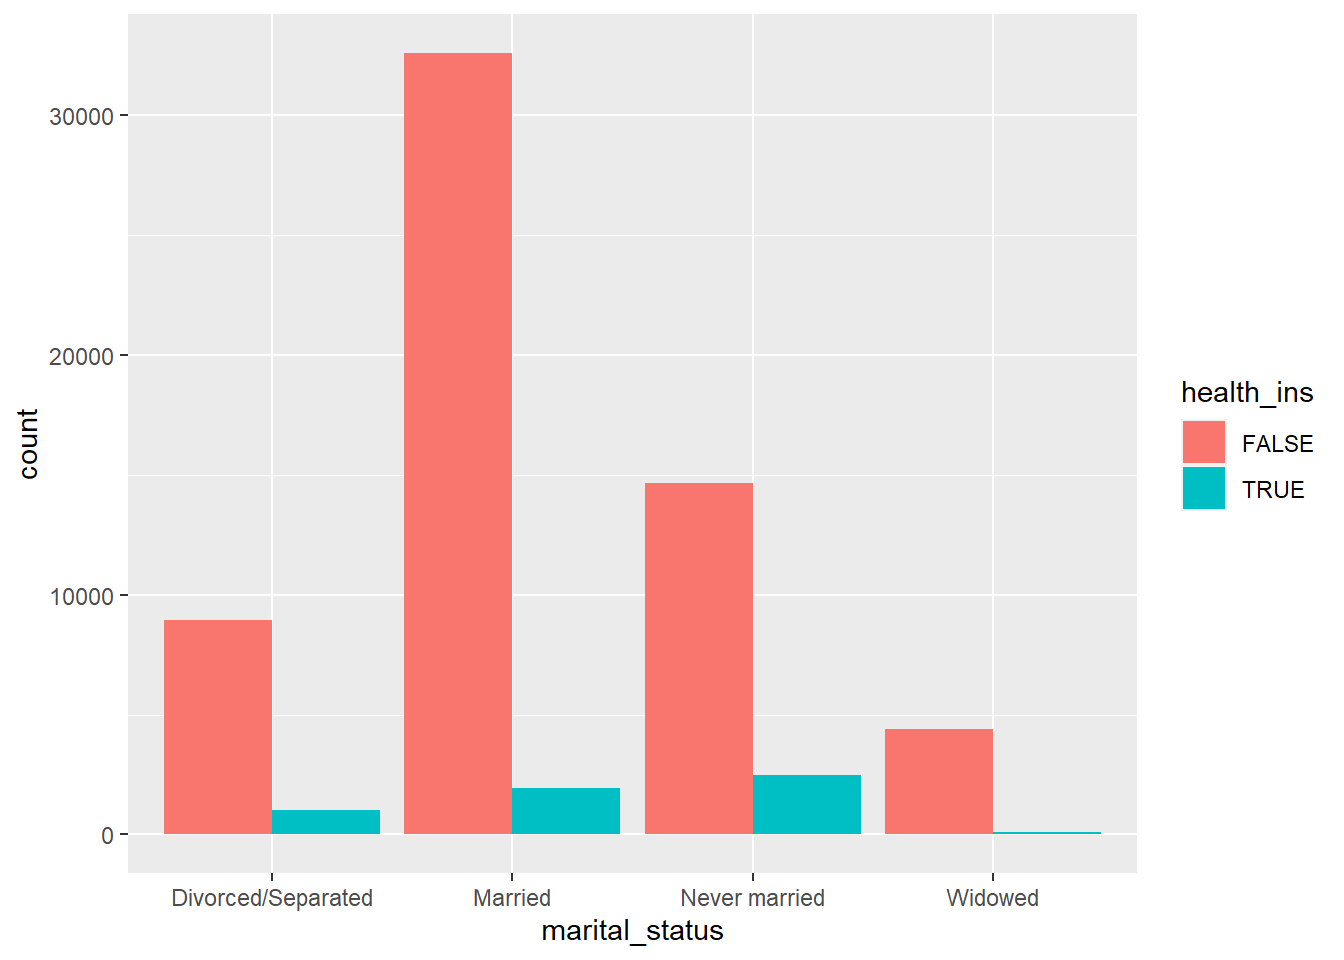 30000
20000
10000
0
count
Divorced/Separated
Married
Never married
Widowed
marital_status
health_ins
FALSE
TRUE